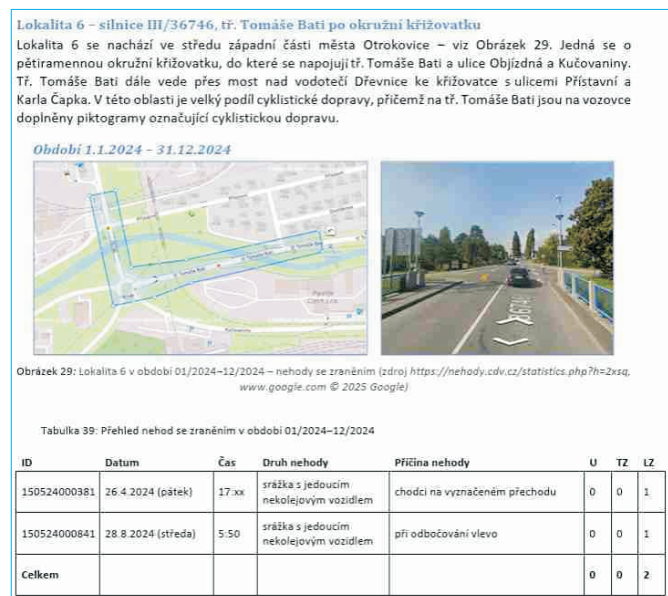 Lokalita 6 – silnice III/36746, tř. Tomáše Bati po okružní křižovatku
Lokalita 6 se nachází ve středu západní části města Otrokovice – viz Obrázek 29. Jedná se o
pětiramennou okružní křižovatku, do které se napojují tř. Tomáše Bati a ulice Objízdná a Kučovaniny.
Tř. Tomáše Bati dále vede přes most nad vodotečí Dřevnice ke křižovatce s ulicemi Přístavní a
Karla Čapka. V této oblasti je velký podíl cyklistické dopravy, přičemž na tř. Tomáše Bati jsou na vozovce
doplněny piktogramy označující cyklistickou dopravu.
Období 1.1.2024 – 31.12.2024
Obrázek 29: Lokalita 6 v období 01/2024–12/2024 – nehody se zraněním (zdroj https://nehody.cdv.cz/statistics.php?h=2xsq,
www.google.com © 2025 Google)
Tabulka 39: Přehled nehod se zraněním v období 01/2024–12/2024
ID Datum Čas Druh nehody Příčina nehody U TZ LZ
150524000381 26.4.2024 (pátek) 17:xx srážka s jedoucím nekolejovým vozidlem chodci na vyznačeném přechodu 0 0 1
150524000841 28.8.2024 (středa) 5:50 srážka s jedoucím nekolejovým vozidlem při odbočování vlevo 0 0 1
Celkem 0 0 2